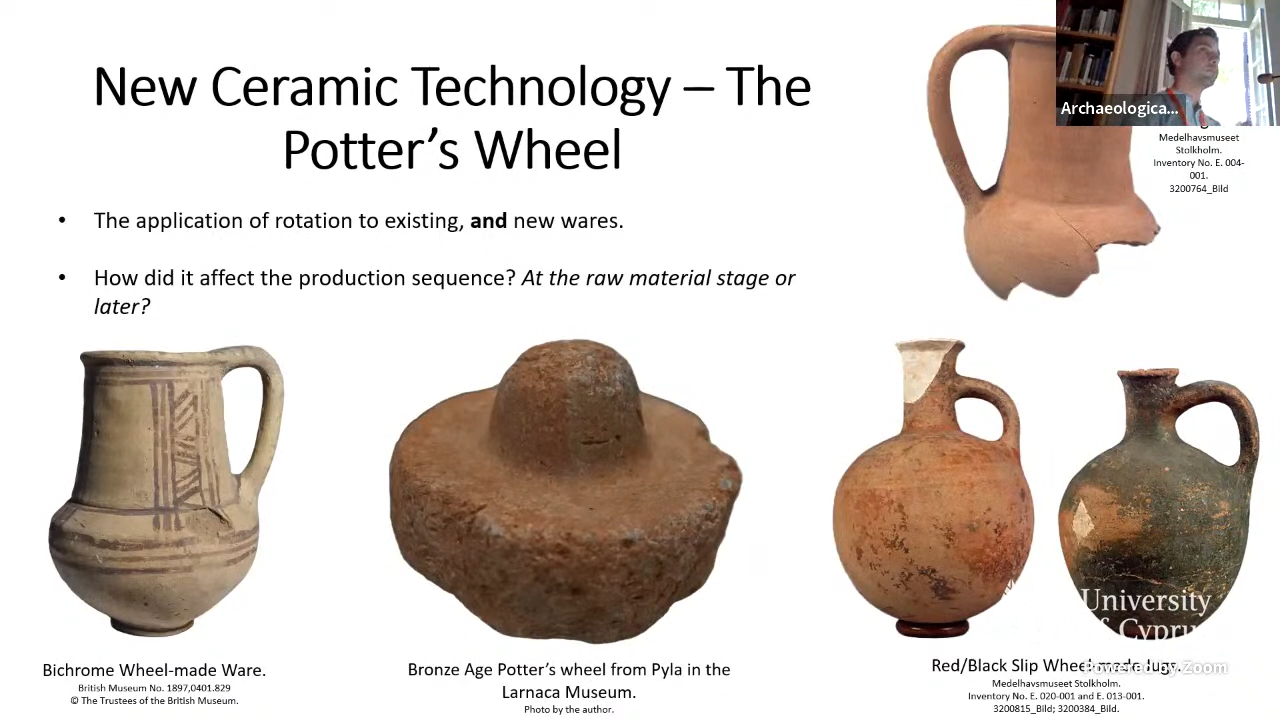 New Ceramic Technology – The
Potter's Wheel
• The application of rotation to existing, and new wares.
• How did it affect the production sequence? At the raw material stage or
later?
Archaeologica...
Medelhavsmuseet
Stolkholm.
Inventory No. E. 004-
001.
3200764_Bild
Bichrome Wheel-made Ware.
British Museum No. 1897,0401.829
© The Trustees of the British Museum.
Bronze Age Potter's wheel from Pyla in the
Larnaca Museum.
Photo by the author.
University
of Cyprus
Red/Black Slip Wheel-made Jugs.
Powered by Zoom
Medelhavsmuseet Stolkholm.
Inventory No. E. 020-001 and E. 013-001.
3200815_Bild; 3200384_Bild.